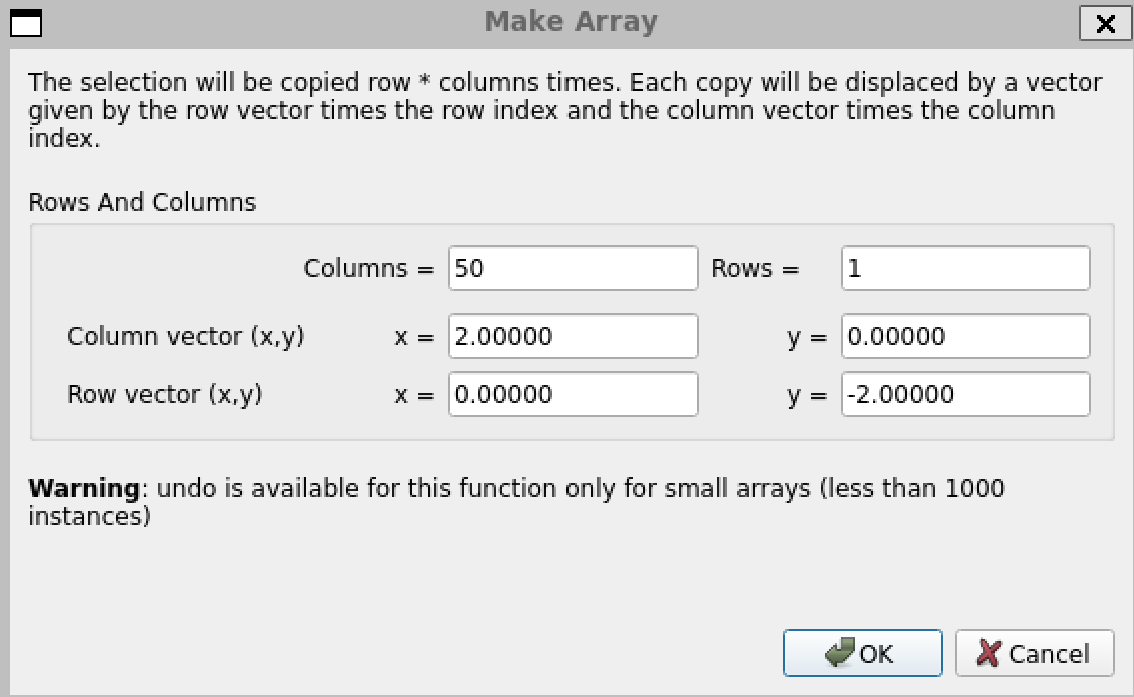 Make Array
The selection will be copied row * columns times. Each copy will be displaced by a vector
given by the row vector times the row index and the column vector times the column
index.
Rows And Columns
Columns = 50 Rows = 1
Column vector (x,y) x = 2.00000 y = 0.00000
Row vector (x,y) x = 0.00000 y = -2.00000
Warning: undo is available for this function only for small arrays (less than 1000
instances)
OK Cancel